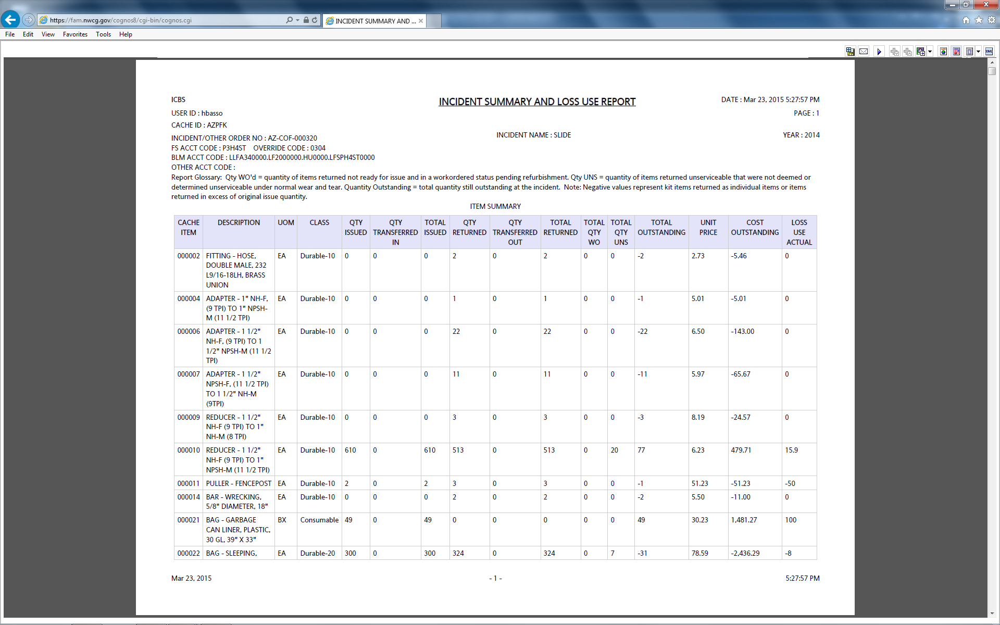 https://fam.nwcg.gov/cognos8/cgi-bin/cognos.cgi
INCIDENT SUMMARY AND ...
File Edit View Favorites Tools Help
XML
ICBS
INCIDENT SUMMARY AND LOSS USE REPORT
DATE : Mar 23, 2015 5:27:57 PM
USER ID : hbasso
PAGE : 1
CACHE ID : AZPFK
INCIDENT/OTHER ORDER NO : AZ-COF-000320
INCIDENT NAME : SLIDE
YEAR : 2014
FS ACCT CODE : P3H4ST OVERRIDE CODE : 0304
BLM ACCT CODE : LLFA340000.LF2000000.HU0000.LFSPH4ST0000
OTHER ACCT CODE :
Report Glossary: Qty WO'd = quantity of items returned not ready for issue and in a workordered status pending refurbishment. Qty UNS = quantity of items returned unserviceable that were not deemed or
determined unserviceable under normal wear and tear. Quantity Outstanding = total quantity still outstanding at the incident. Note: Negative values represent kit items returned as individual items or items
returned in excess of original issue quantity.
ITEM SUMMARY
CACHE DESCRIPTION UOM CLASS QTY QTY TOTAL QTY QTY TOTAL TOTAL TOTAL TOTAL UNIT COST LOSS
ITEM ISSUED TRANSFERRED ISSUED RETURNED TRANSFERRED RETURNED QTY QTY OUTSTANDING PRICE OUTSTANDING USE
IN OUT WO UNS ACTUAL
000002 FITTING - HOSE, EA Durable-10 0 0 0 2 0 2 0 0 -2 2.73 -5.46 0
DOUBLE MALE, 232
L9/16-18LH, BRASS
UNION
000004 ADAPTER - 1" NH-F, EA Durable-10 0 0 0 1 0 1 0 0 -1 5.01 -5.01 0
(9 TPI) TO 1" NPSH-
M (11 1/2 TPI)
000006 ADAPTER - 1 1/2" EA Durable-10 0 0 0 22 0 22 0 0 -22 6.50 -143.00 0
NH-F, (9 TPI) TO 1
1/2" NPSH-M (11 1/2
TPI)
000007 ADAPTER - 1 1/2" EA Durable-10 0 0 0 11 0 11 0 0 -11 5.97 -65.67 0
NPSH-F, (11 1/2 TPI)
TO 1 1/2" NH-M
(9TPI)
000009 REDUCER - 1 1/2" EA Durable-10 0 0 0 3 0 3 0 0 -3 8.19 -24.57 0
NH-F (9 TPI) TO 1"
NH-M (8 TPI)
000010 REDUCER - 1 1/2" EA Durable-10 610 0 610 513 0 513 0 20 77 6.23 479.71 15.9
NH-F (9 TPI) TO 1"
NPSH-M (11 1/2 TPI)
000011 PULLER - FENCEPOST EA Durable-10 2 0 2 3 0 3 0 0 -1 51.23 -51.23 -50
000014 BAR - WRECKING, EA Durable-10 0 0 0 2 0 2 0 0 -2 5.50 -11.00 0
5/8" DIAMETER, 18"
000021 BAG - GARBAGE BX Consumable 49 0 49 0 0 0 0 0 49 30.23 1,481.27 100
CAN LINER, PLASTIC,
30 GL, 39" X 33"
000022 BAG - SLEEPING, EA Durable-20 300 0 300 324 0 324 0 7 -31 78.59 -2,436.29 -8
Mar 23, 2015 - 1 - 5:27:57 PM